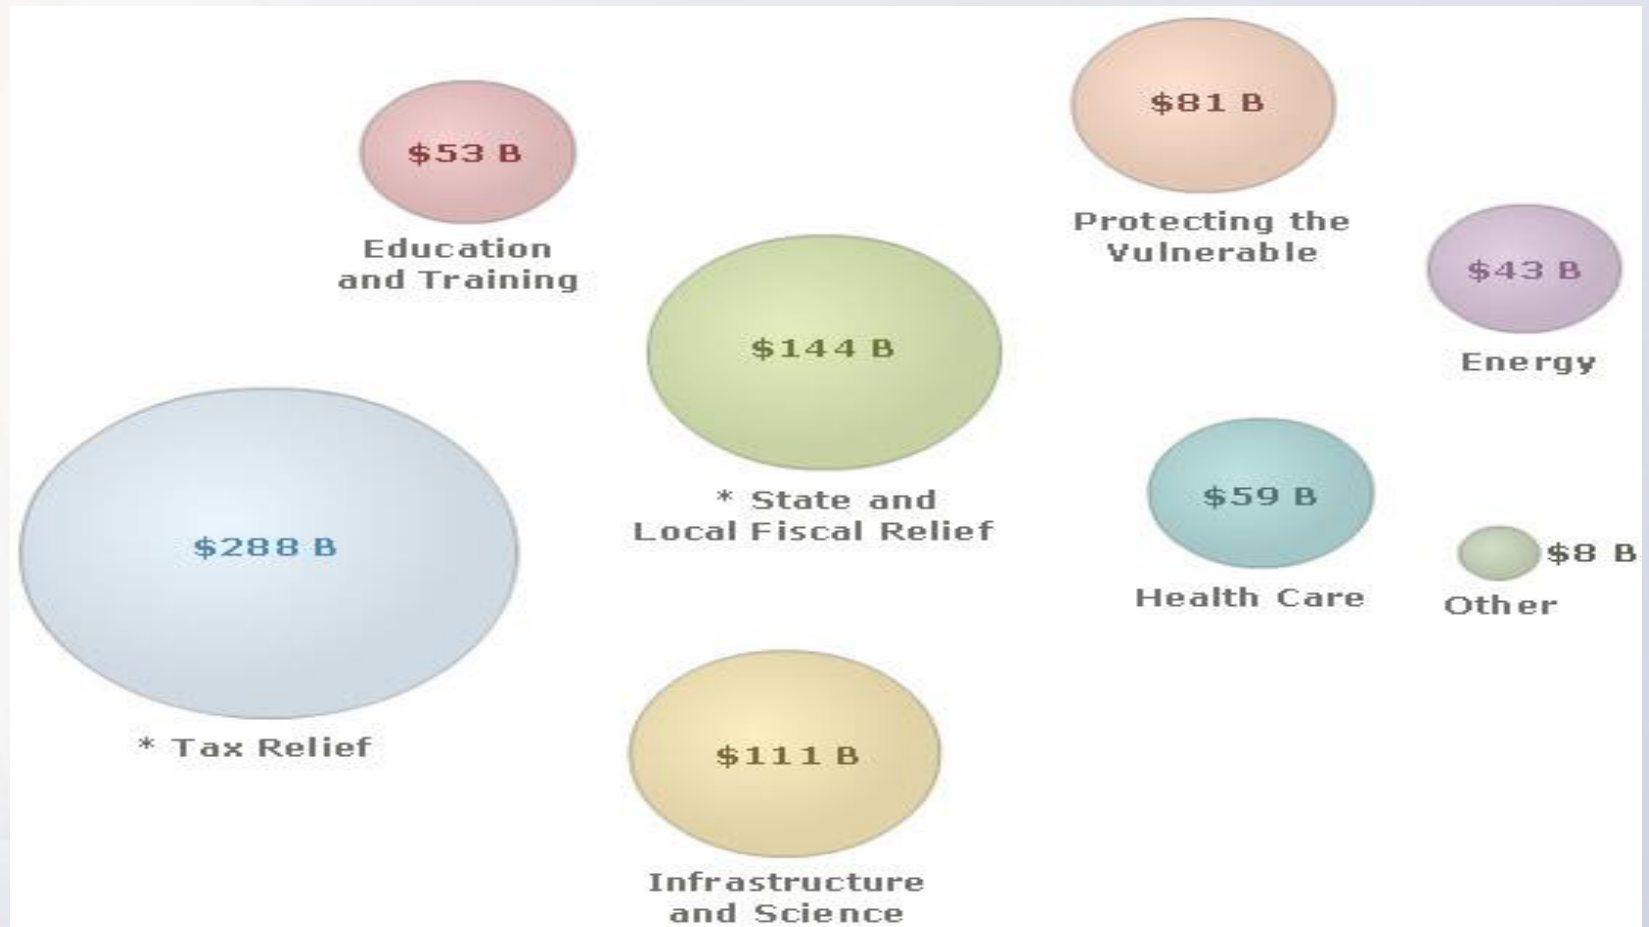 $53 B
Education
and Training
$81 B
Protecting the
Vulnerable
$43 B
Energy
$144 B
* State and
Local Fiscal Relief
$288 B
* Tax Relief
$59 B
Health Care
$8 B
Other
$111 B
Infrastructure
and Science